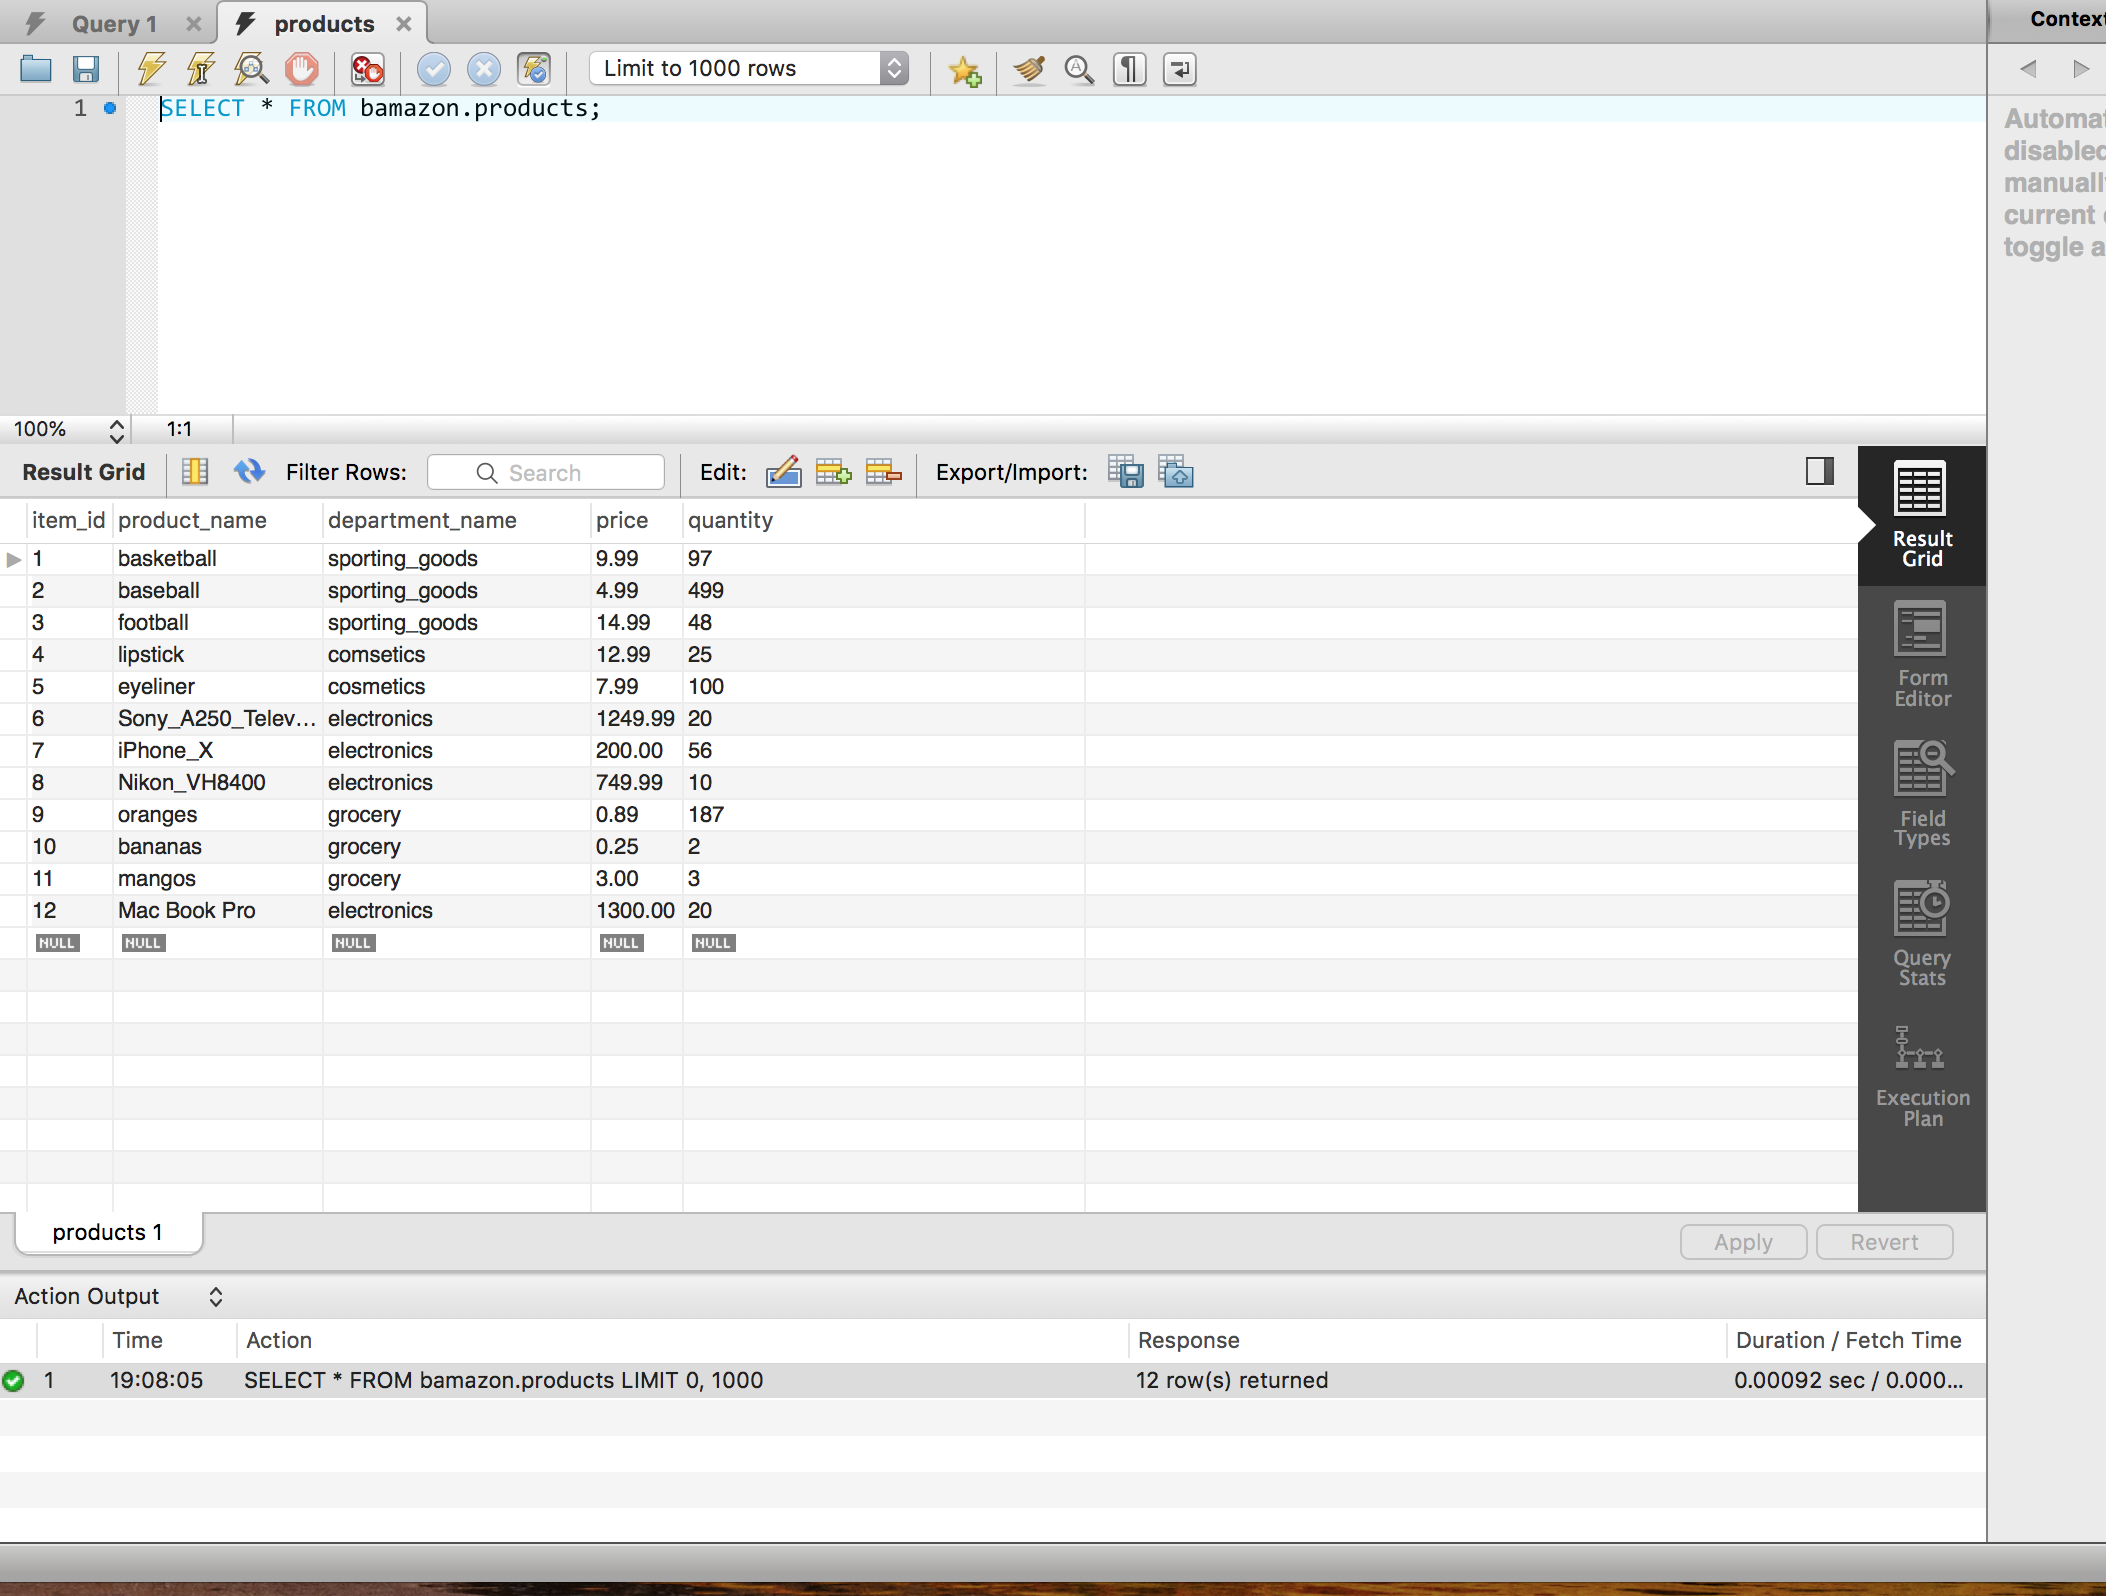 Query 1 products
Context
Limit to 1000 rows
1 SELECT * FROM bamazon.products;
Automat
disabled
manually
current
toggle a
100% 1:1
Result Grid Filter Rows: Search Edit: Export/Import:
item_id product_name department_name price quantity
1 basketball sporting_goods 9.99 97
2 baseball sporting_goods 4.99 499
3 football sporting_goods 14.99 48
4 lipstick comsetics 12.99 25
5 eyeliner cosmetics 7.99 100
6 Sony_A250_Telev... electronics 1249.99 20
7 iPhone_X electronics 200.00 56
8 Nikon_VH8400 electronics 749.99 10
9 oranges grocery 0.89 187
10 bananas grocery 0.25 2
11 mangos grocery 3.00 3
12 Mac Book Pro electronics 1300.00 20
NULL NULL NULL NULL NULL
Result
Grid
Form
Editor
Field
Types
Query
Stats
Execution
Plan
products 1 Apply Revert
Action Output
Time Action Response Duration / Fetch Time
1 19:08:05 SELECT * FROM bamazon.products LIMIT 0, 1000 12 row(s) returned 0.00092 sec / 0.000...